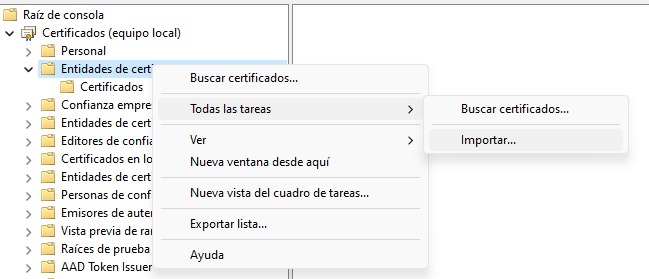 Raíz de consola
Certificados (equipo local)
Personal
Entidades de cert
Certificados
Confianza empre
Entidades de cert
Editores de confia
Certificados en lo
Entidades de cert
Personas de conf
Emisores de auten
Vista previa de ra
Raíces de prueba
AAD Token Issuer
Buscar certificados...
Todas las tareas
Ver
Nueva ventana desde aquí
Nueva vista del cuadro de tareas...
Exportar lista...
Ayuda
Buscar certificados...
Importar...